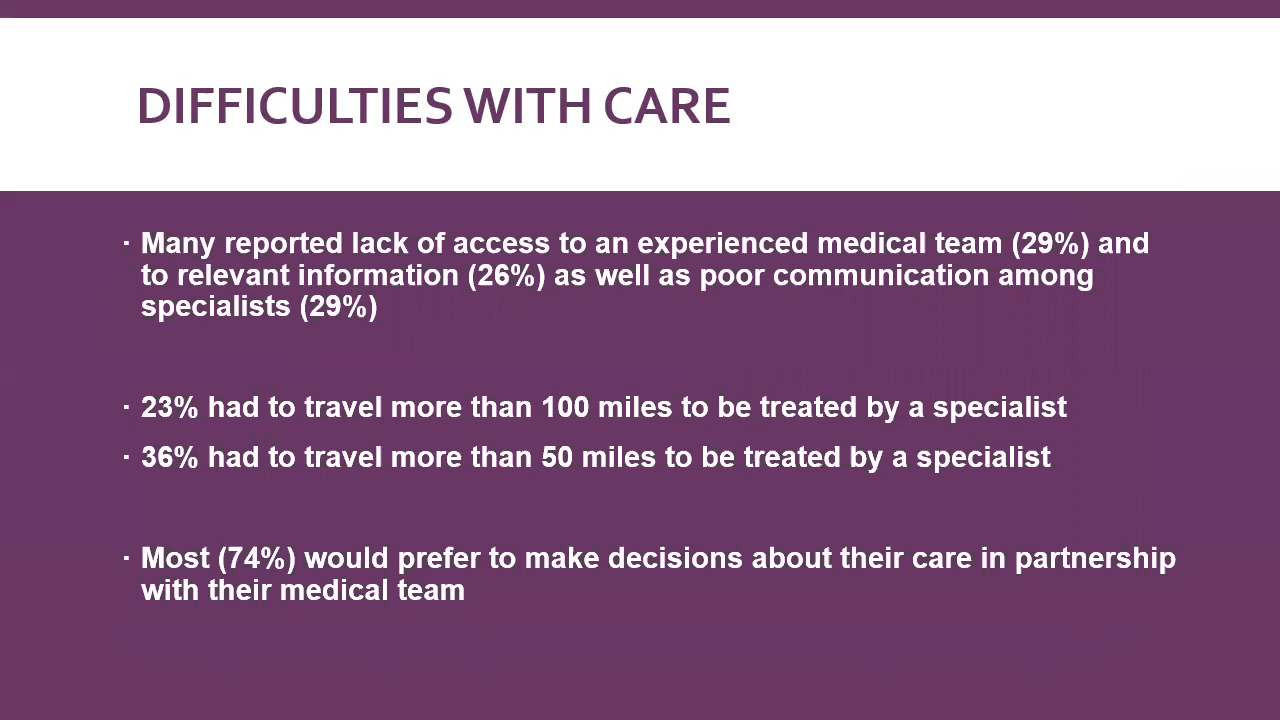 DIFFICULTIES WITH CARE
· Many reported lack of access to an experienced medical team (29%) and
to relevant information (26%) as well as poor communication among
specialists (29%)
· 23% had to travel more than 100 miles to be treated by a specialist
· 36% had to travel more than 50 miles to be treated by a specialist
· Most (74%) would prefer to make decisions about their care in partnership
with their medical team